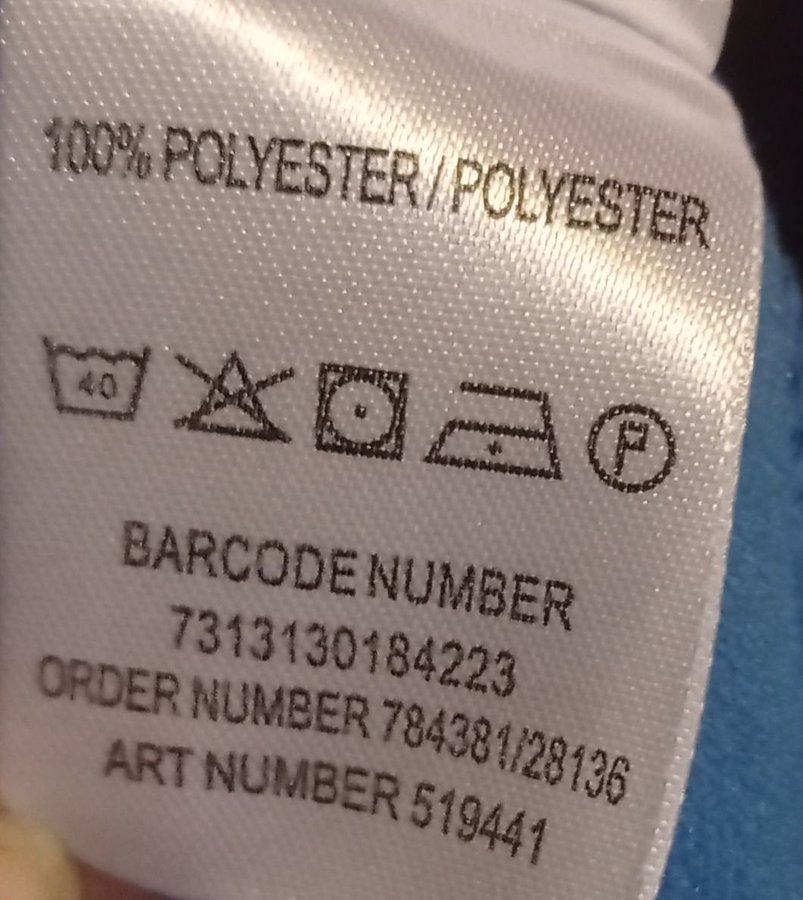 100% POLYESTER / POLYESTER
40 P
BARCODE NUMBER
7313130184223
ORDER NUMBER 784381/28136
ART NUMBER 519441